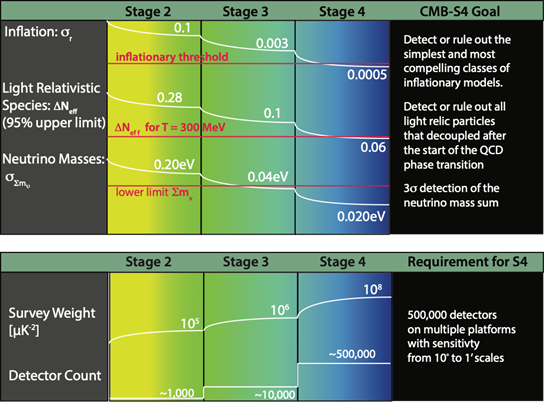 Stage 2 Stage 3 Stage 4 CMB-S4 Goal
Inflation: σr
0.1
0.003
inflationary threshold
0.0005
Detect or rule out the
simplest and most
compelling classes of
inflationary models.
Light Relativistic
Species: ΔNeff
(95% upper limit)
0.28
0.1
ΔNeff for T = 300 MeV
0.06
Detect or rule out all
light relic particles
that decoupled after
the start of the QCD
phase transition
Neutrino Masses:
σΣmν
0.20eV
0.04eV
lower limit Σmν
0.020eV
3σ detection of the
neutrino mass sum
Stage 2 Stage 3 Stage 4 Requirement for S4
Survey Weight
[µK-2]
10⁵
10⁶
10⁸
Detector Count
~1,000
~10,000
~500,000
500,000 detectors
on multiple platforms
with sensitivty
from 10° to 1' scales